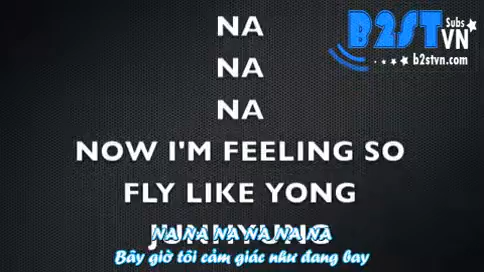 NA
NA
NA
NOW I'M FEELING SO
FLY LIKE YONG
JUNHYUNG
NA NA NA NA NA NA
Bây giờ tôi cảm giác như đang bay
B2ST Subs
VN
b2stvn.com